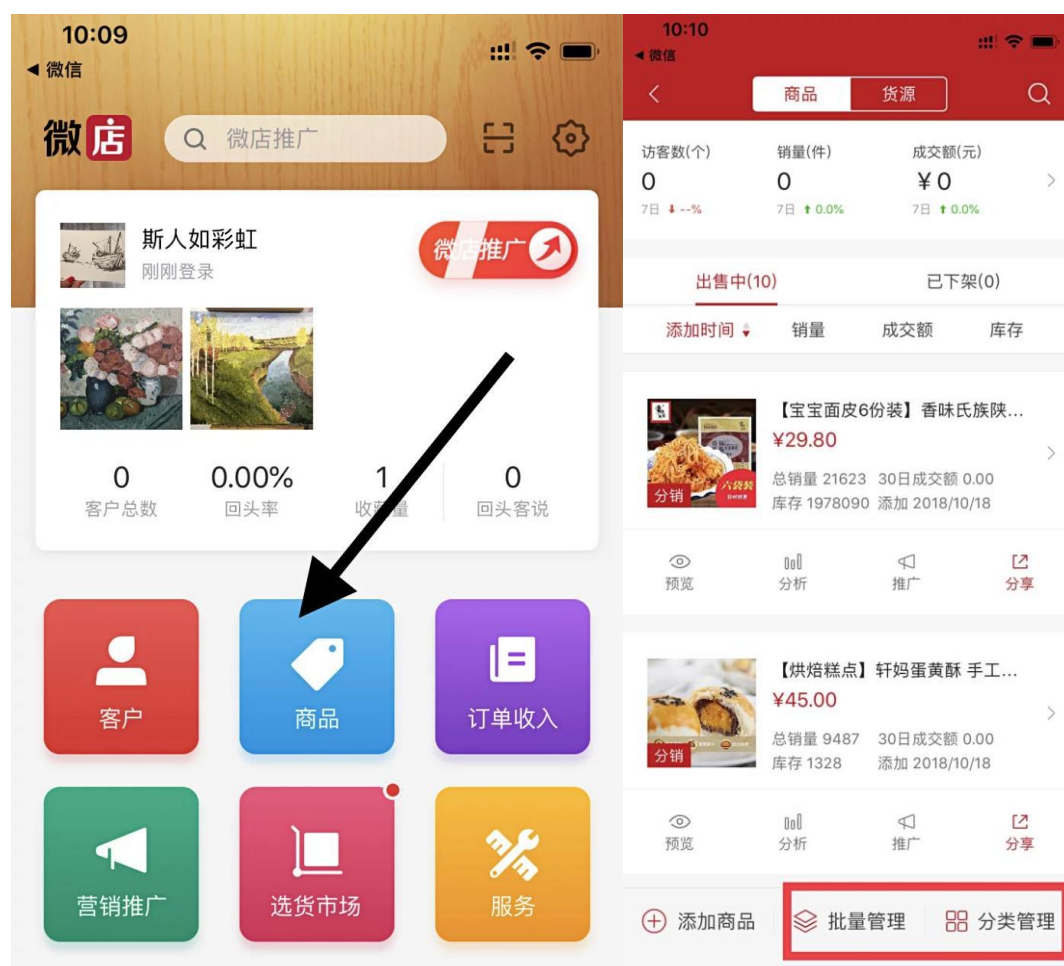 10:09
微信
微店
微店推广
斯人如彩虹
刚刚登录
微店推广
0
0.00%
1
0
客户总数
回头率
回头客说
客户
商品
订单收入
营销推广
选货市场
服务
10:10
微信
商品
货源
访客数(个)
销量(件)
成交额(元)
0
0
¥ 0
7日 --%
7日 0.0%
7日 0.0%
出售中(10)
已下架(0)
添加时间
销量
成交额
库存
【宝宝面皮6份装】香味氏族陕...
¥29.80
总销量 21623 30日成交额 0.00
库存 1978090 添加 2018/10/18
分销
六袋装
预览
分析
推广
分享
【烘焙糕点】轩妈蛋黄酥 手工...
¥45.00
总销量 9487 30日成交额 0.00
库存 1328 添加 2018/10/18
分销
预览
分析
推广
分享
添加商品
批量管理
分类管理